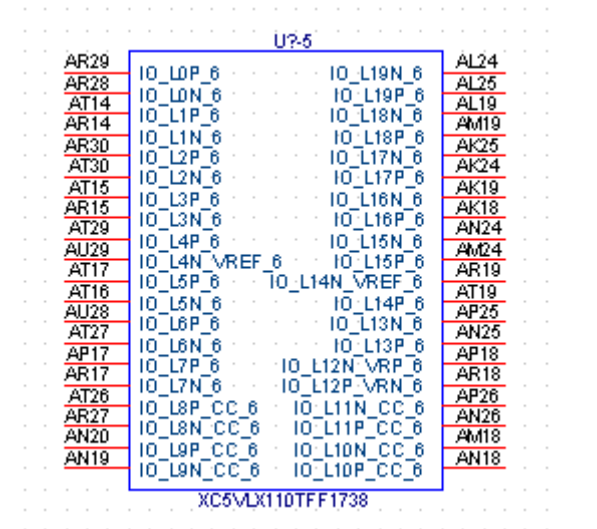 U?-5
AR29 IO_L0P_6 IO_L19N_6 AL24
AR28 IO_L0N_6 IO_L19P_6 AL25
AT14 IO_L1P_6 IO_L18N_6 AL19
AR14 IO_L1N_6 IO_L18P_6 AM19
AR30 IO_L2P_6 IO_L17N_6 AK25
AT30 IO_L2N_6 IO_L17P_6 AK24
AT15 IO_L3P_6 IO_L16N_6 AK19
AR15 IO_L3N_6 IO_L16P_6 AK18
AT29 IO_L4P_6 IO_L15N_6 AN24
AU29 IO_L4N_VREF_6 IO_L15P_6 AM24
AT17 IO_L5P_6 IO_L14N_VREF_6 AR19
AT16 IO_L5N_6 IO_L14P_6 AT19
AU28 IO_L6P_6 IO_L13N_6 AP25
AT27 IO_L6N_6 IO_L13P_6 AN25
AP17 IO_L7P_6 IO_L12N_VRP_6 AP18
AR17 IO_L7N_6 IO_L12P_VRN_6 AR18
AT26 IO_L8P_CC_6 IO_L11N_CC_6 AP26
AR27 IO_L8N_CC_6 IO_L11P_CC_6 AN26
AN20 IO_L9P_CC_6 IO_L10N_CC_6 AM18
AN19 IO_L9N_CC_6 IO_L10P_CC_6 AN18
XC5VLX110TFF1738